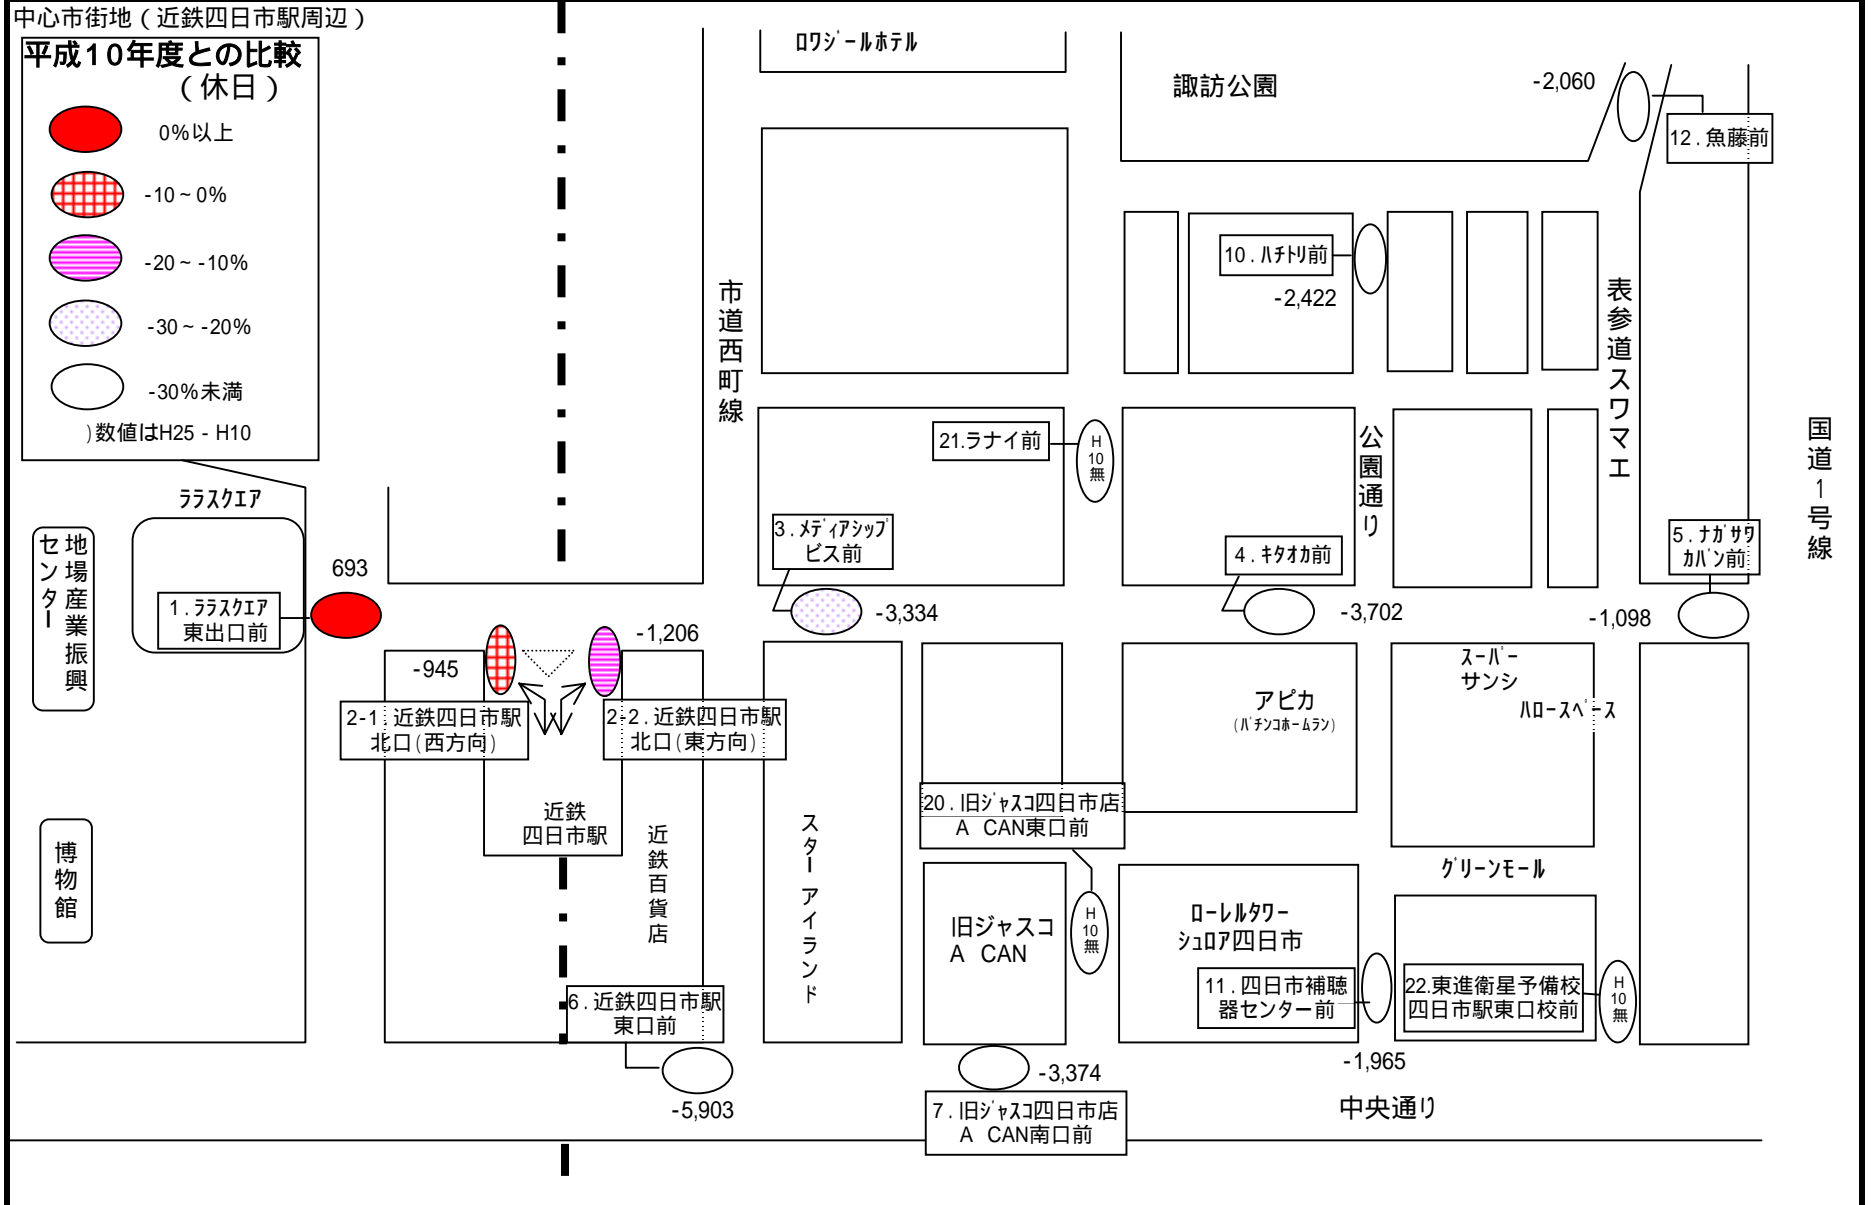 中心市街地（近鉄四日市駅周辺）
平成10年度との比較
（休日）
0%以上
-10～0%
-20～-10%
-30～-20%
-30%未満
)数値はH25 - H10
ﾛﾜｼﾞｰﾙﾎﾃﾙ
諏訪公園
-2,060
12．魚藤前
10．ﾊﾁﾄﾘ前
-2,422
市道西町線
表参道スワマエ
国道1号線
公園通り
21.ラナイ前
H
10
無
3．ﾒﾃﾞｨｱｼｯﾌﾟ
ビス前
-3,334
4．ｷﾀｵｶ前
-3,702
5．ﾅｶﾞｻﾜ
ｶﾊﾞﾝ前
-1,098
ﾗﾗｽｸｴｱ
地場産業振興
センター
693
1．ﾗﾗｽｸｴｱ
東出口前
-945
-1,206
2-1．近鉄四日市駅
北口(西方向)
2-2．近鉄四日市駅
北口(東方向)
近鉄
四日市駅
近鉄百貨店
スターアイランド
博物館
アピカ
(ﾊﾟﾁﾝｺﾎｰﾑﾗﾝ)
ｽｰﾊﾟｰ
サンシ
ﾊﾛｰｽﾍﾟｰｽ
20．旧ｼﾞｬｽｺ四日市店
A CAN東口前
H
10
無
旧ジャスコ
A CAN
ｸﾞﾘｰﾝﾓｰﾙ
ﾛｰﾚﾙﾀﾜｰ
ｼｭﾛｱ四日市
11．四日市補聴
器センター前
-1,965
22.東進衛星予備校
四日市駅東口校前
H
10
無
6．近鉄四日市駅
東口前
-5,903
-3,374
7．旧ｼﾞｬｽｺ四日市店
A CAN南口前
中央通り